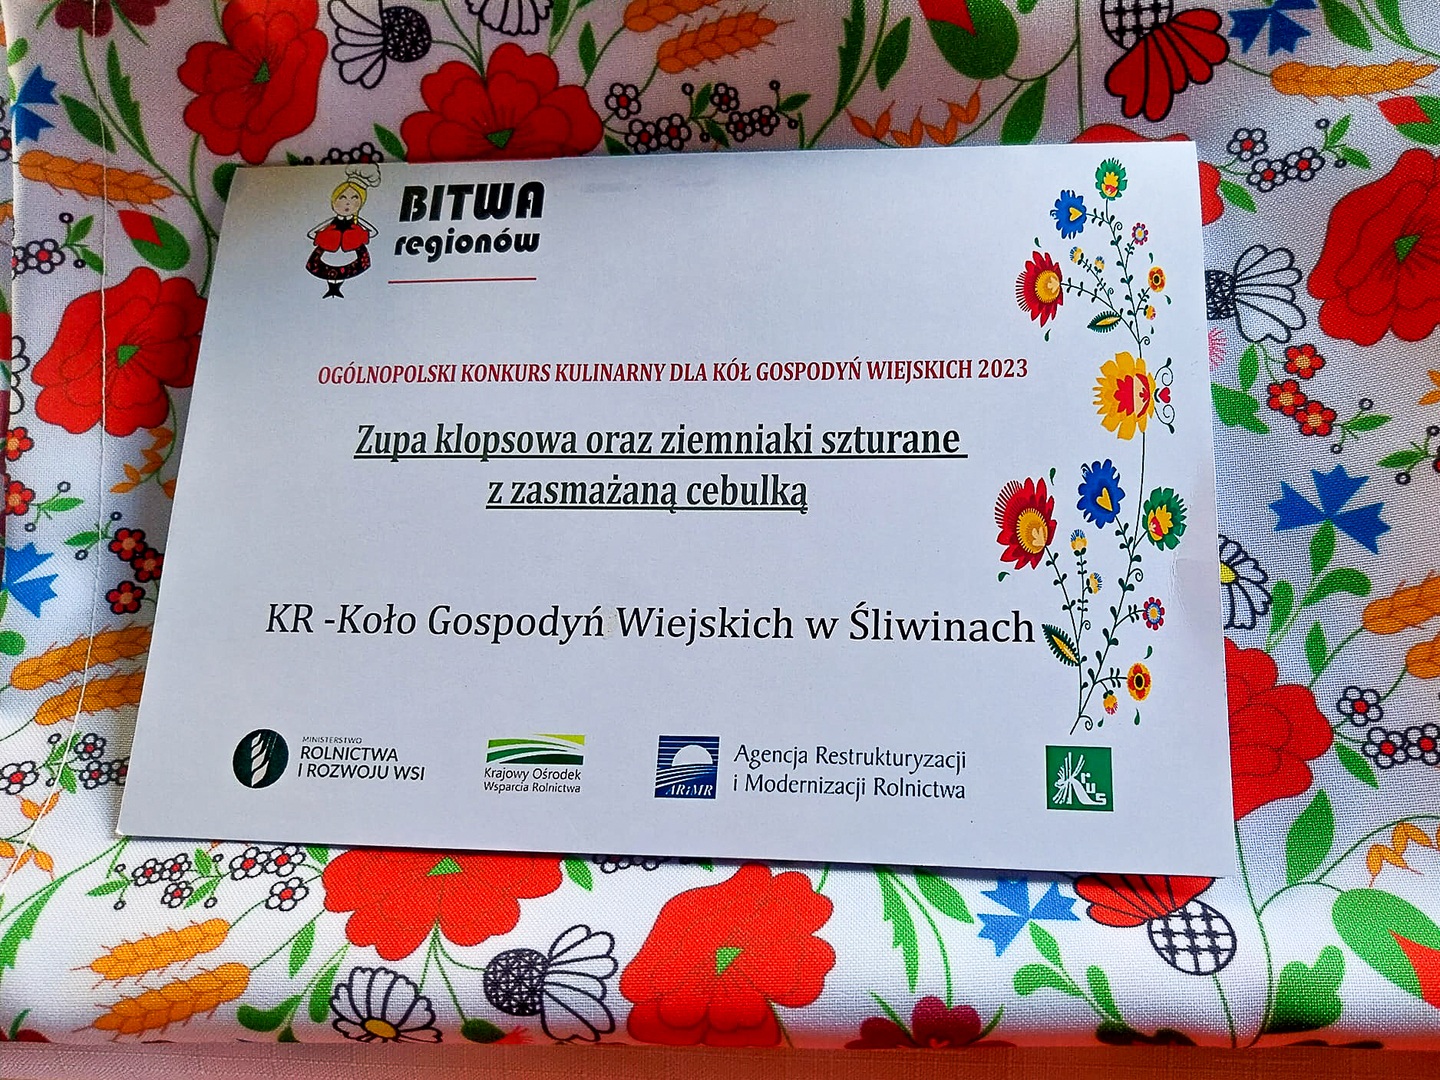 BITWA
regionów
OGÓLNOPOLSKI KONKURS KULINARNY DLA KÓŁ GOSPODYŃ WIEJSKICH 2023
Zupa klopsowa oraz ziemniaki szturane
z zasmażaną cebulką
KR -Koło Gospodyń Wiejskich w Śliwinach
MINISTERSTWO
ROLNICTWA
I ROZWOJU WSI
Krajowy Ośrodek
Wsparcia Rolnictwa
ARiMR
Agencja Restrukturyzacji
i Modernizacji Rolnictwa
Krus